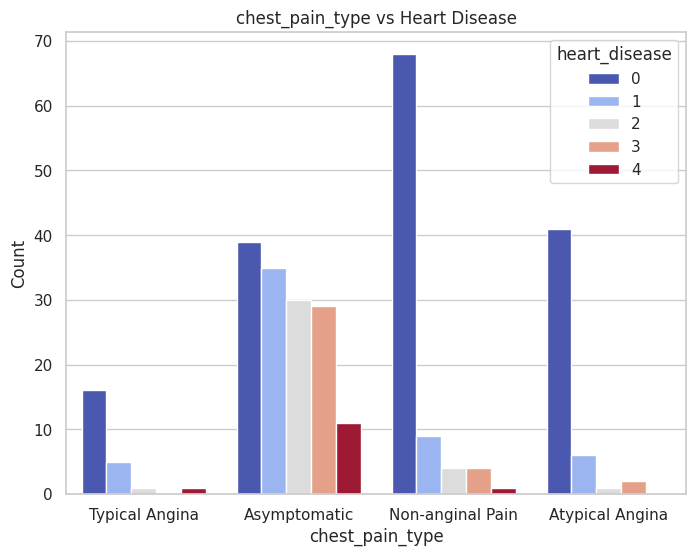 chest_pain_type vs Heart Disease
heart_disease
0
1
2
3
4
70
60
50
40
30
20
10
0
Count
Typical Angina Asymptomatic Non-anginal Pain Atypical Angina
chest_pain_type